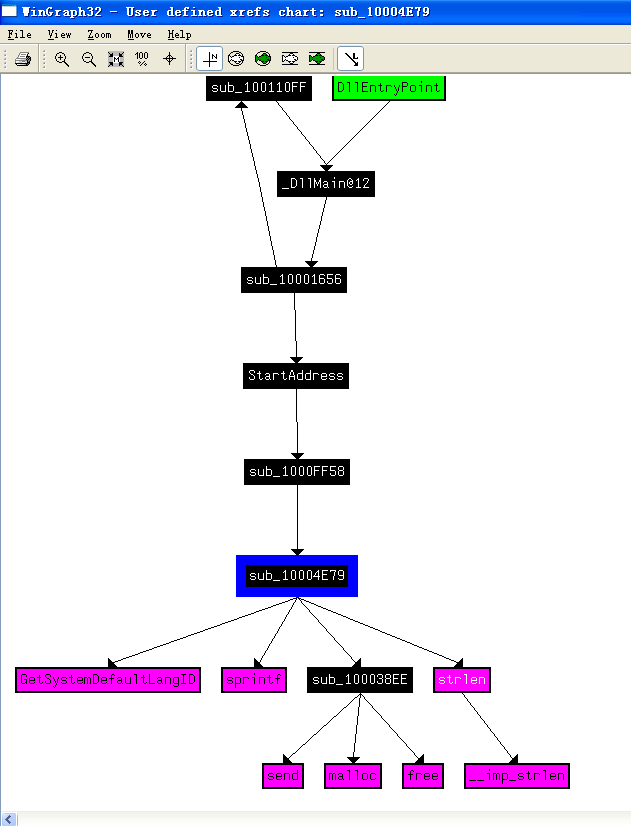 WinGraph32 - User defined xrefs chart: sub_10004E79
File View Zoom Move Help
100 %
N
sub_100110FF DllEntryPoint
_DllMain@12
sub_10001656
StartAddress
sub_1000FF58
sub_10004E79
GetSystemDefaultLangID sprintf sub_100038EE strlen
send malloc free __imp_strlen